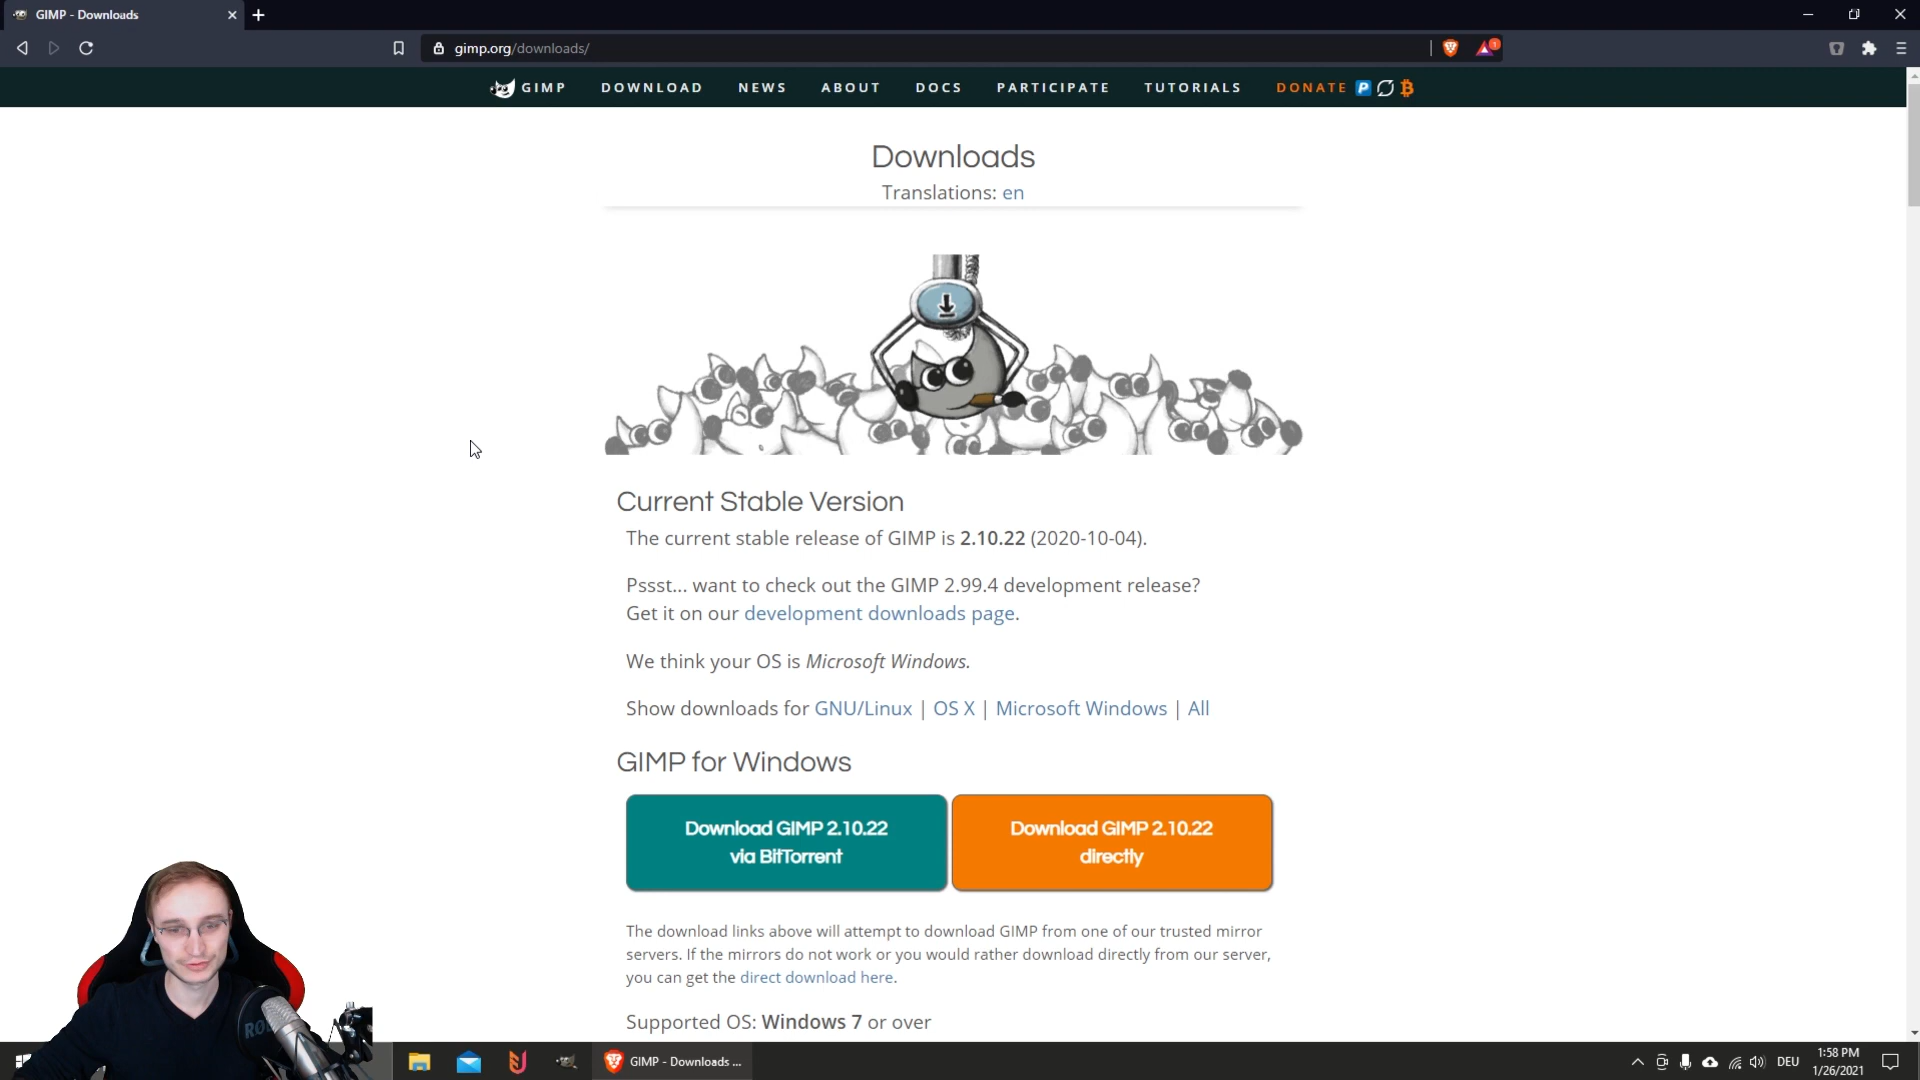 GIMP - Downloads
gimp.org/downloads/
1
GIMP DOWNLOAD NEWS ABOUT DOCS PARTICIPATE TUTORIALS DONATE
Downloads
Translations: en
Current Stable Version
The current stable release of GIMP is 2.10.22 (2020-10-04).
Pssst... want to check out the GIMP 2.99.4 development release?
Get it on our development downloads page.
We think your OS is Microsoft Windows.
Show downloads for GNU/Linux | OS X | Microsoft Windows | All
GIMP for Windows
Download GIMP 2.10.22
via BitTorrent
Download GIMP 2.10.22
directly
The download links above will attempt to download GIMP from one of our trusted mirror
servers. If the mirrors do not work or you would rather download directly from our server,
you can get the direct download here.
Supported OS: Windows 7 or over
GIMP - Downloads ...
DEU
1:58 PM
1/26/2021